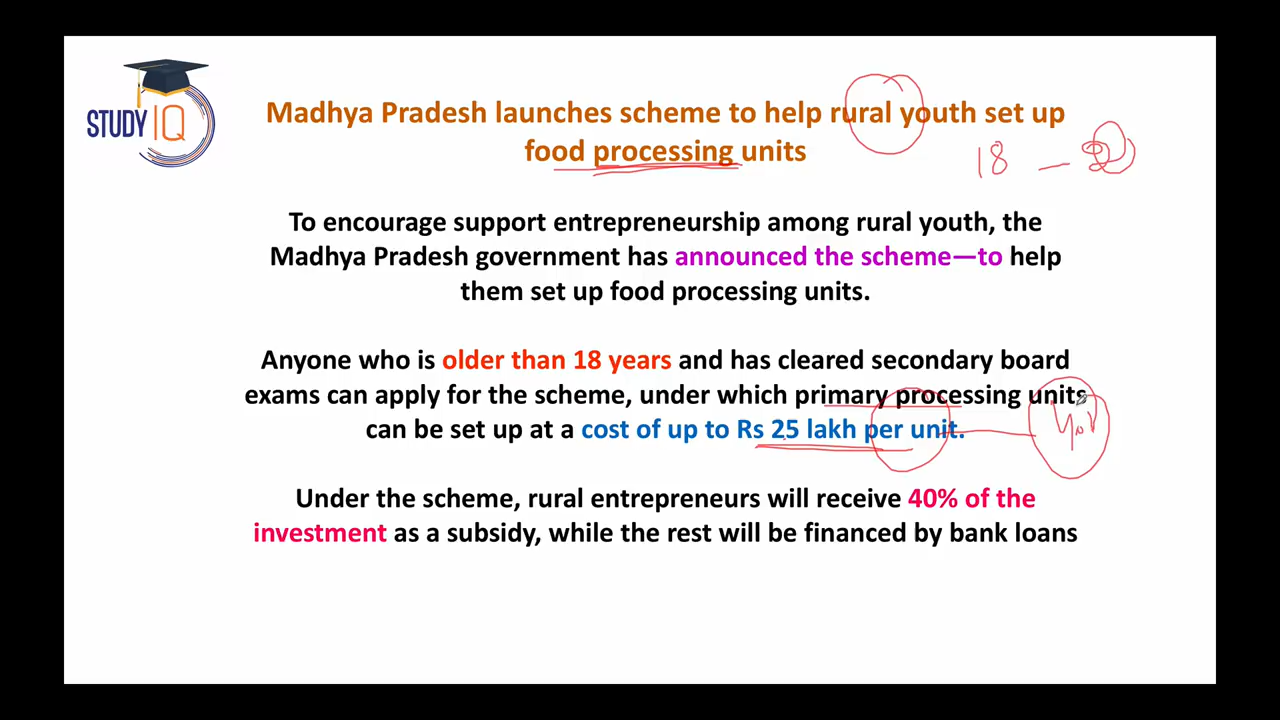 STUDY IQ
Madhya Pradesh launches scheme to help rural youth set up
food processing units
18 —
To encourage support entrepreneurship among rural youth, the
Madhya Pradesh government has announced the scheme—to help
them set up food processing units.
Anyone who is older than 18 years and has cleared secondary board
exams can apply for the scheme, under which primary processing units
can be set up at a cost of up to Rs 25 lakh per unit.
Under the scheme, rural entrepreneurs will receive 40% of the
investment as a subsidy, while the rest will be financed by bank loans